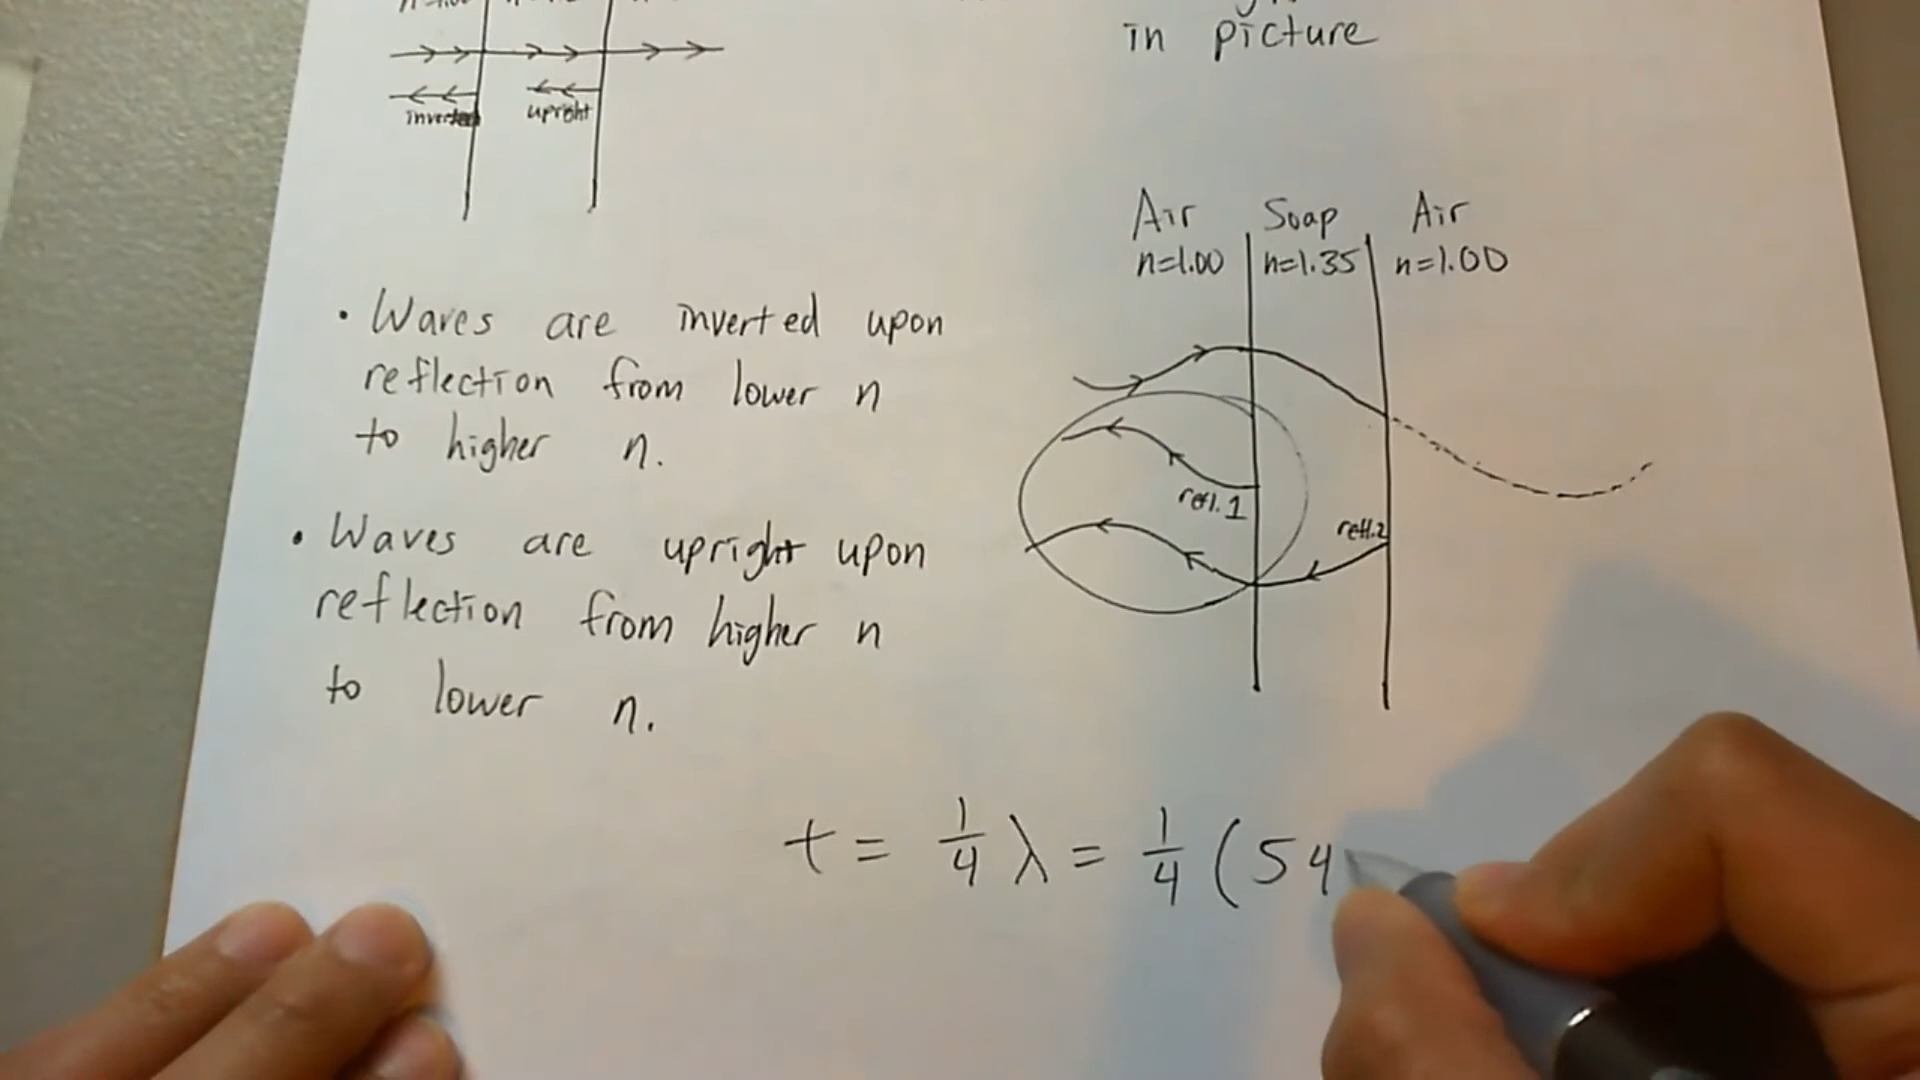 in picture
inverted
upright
Air Soap Air
n=1.00 n=1.35 n=1.00
• Waves are inverted upon
reflection from lower n
to higher n.
refl.1
refl.2
• Waves are upright upon
reflection from higher n
to lower n.
t = 1/4 λ = 1/4 (54